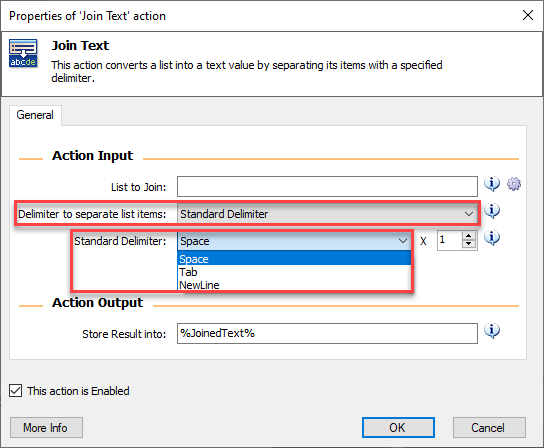 Properties of 'Join Text' action
abcde
Join Text
This action converts a list into a text value by separating its items with a specified
delimiter.
General
Action Input
List to Join:
Delimiter to separate list items: Standard Delimiter
Standard Delimiter: Space X 1
Space
Tab
NewLine
Action Output
Store Result into: %JoinedText%
This action is Enabled
More Info OK Cancel